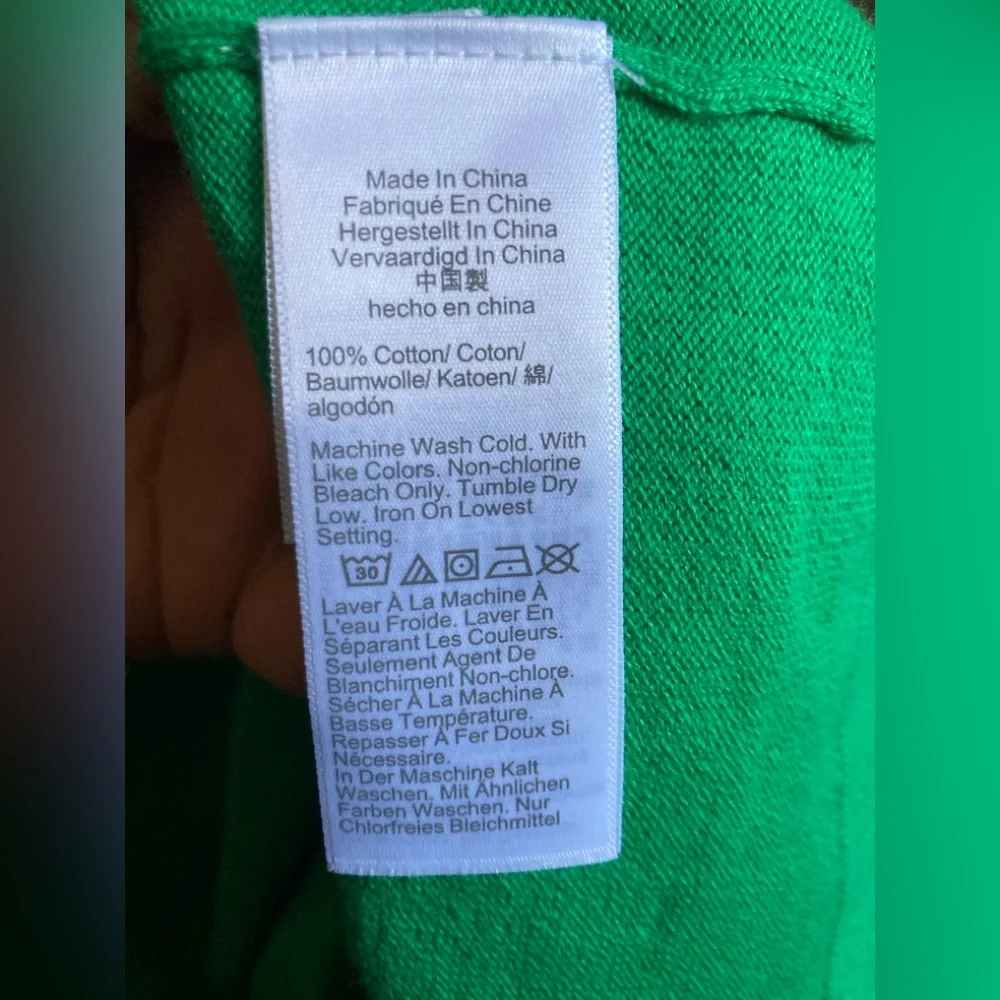 Made In China
Fabriqué En Chine
Hergestellt In China
Vervaardigd In China
中国製
hecho en china
100% Cotton/ Coton/
Baumwolle/ Katoen/ 綿/
algodón
Machine Wash Cold. With
Like Colors. Non-chlorine
Bleach Only. Tumble Dry
Low. Iron On Lowest
Setting.
30
Laver À La Machine À
L'eau Froide. Laver En
Séparant Les Couleurs.
Seulement Agent De
Blanchiment Non-chlore.
Sécher À La Machine À
Basse Température.
Repasser À Fer Doux Si
Nécessaire.
In Der Maschine Kalt
Waschen. Mit Ähnlichen
Farben Waschen. Nur
Chlorfreies Bleichmittel